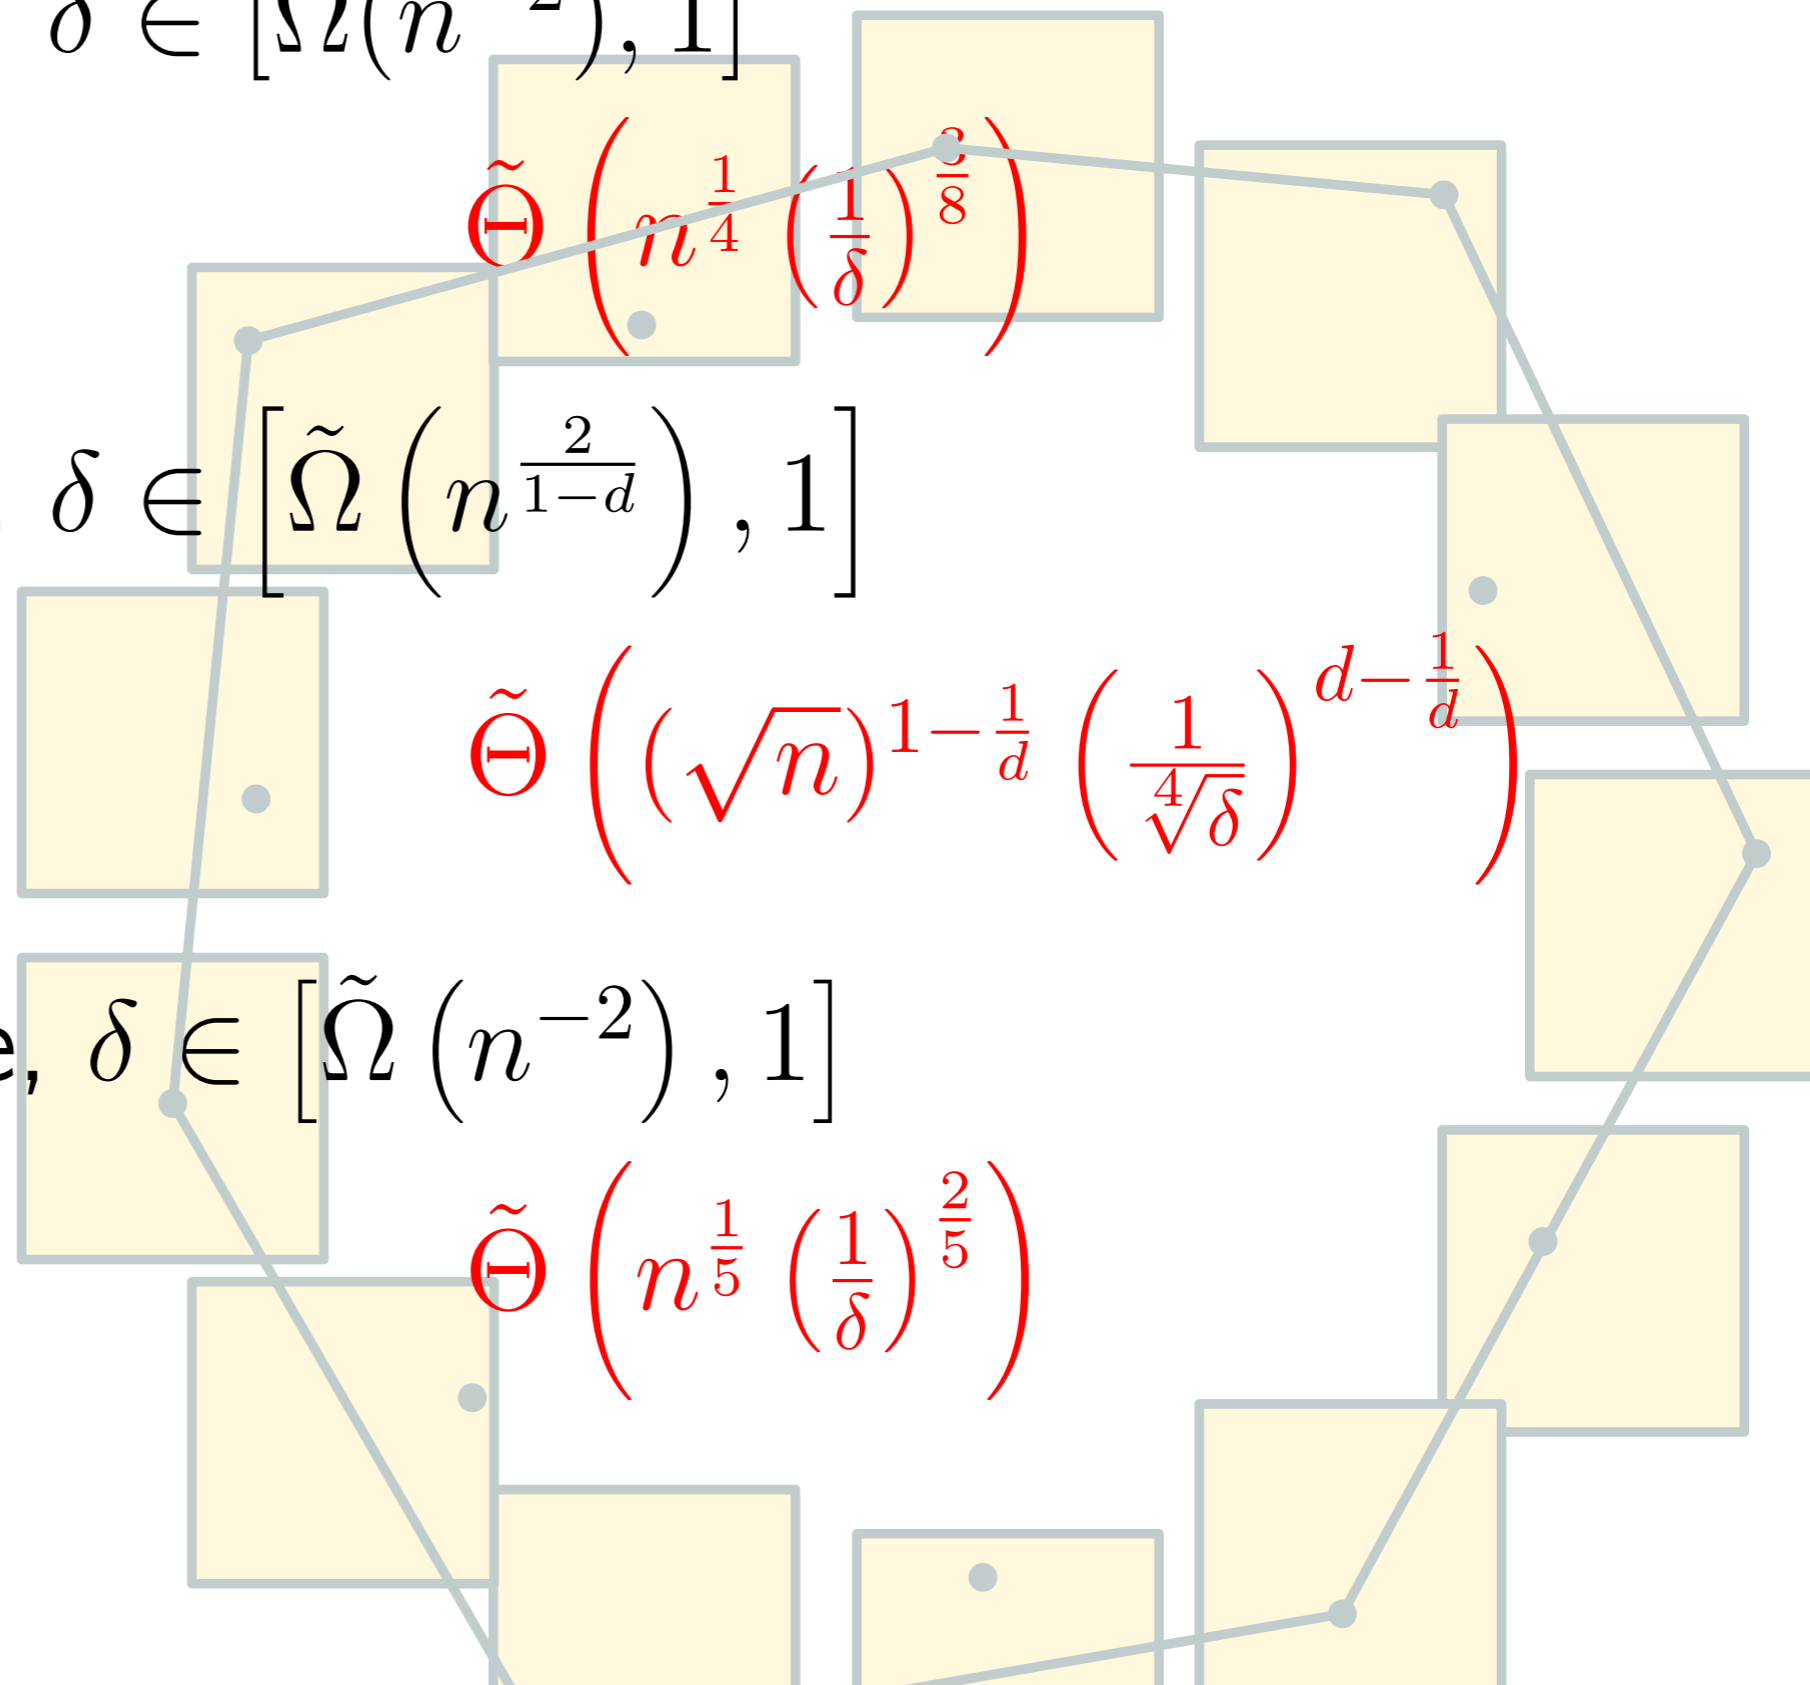 δ ∈ [Ω(n⁻²), 1]
Θ̃ (n^{1/4} (1/δ)^{3/8})
δ ∈ [Ω̃ (n^{2/(1−d)}), 1]
Θ̃ ((√n)^{1−1/d} (1/∜δ)^{d−1/d})
, δ ∈ [Ω̃ (n⁻²), 1]
Θ̃ (n^{1/5} (1/δ)^{2/5})